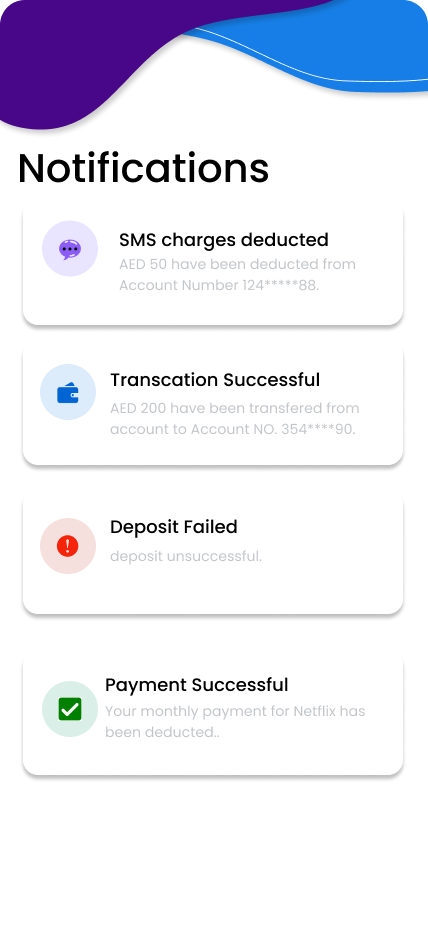 Notifications
SMS charges deducted
AED 50 have been deducted from
Account Number 124*****88.
Transcation Successful
AED 200 have been transfered from
account to Account NO. 354****90.
Deposit Failed
deposit unsuccessful.
Payment Successful
Your monthly payment for Netflix has
been deducted..